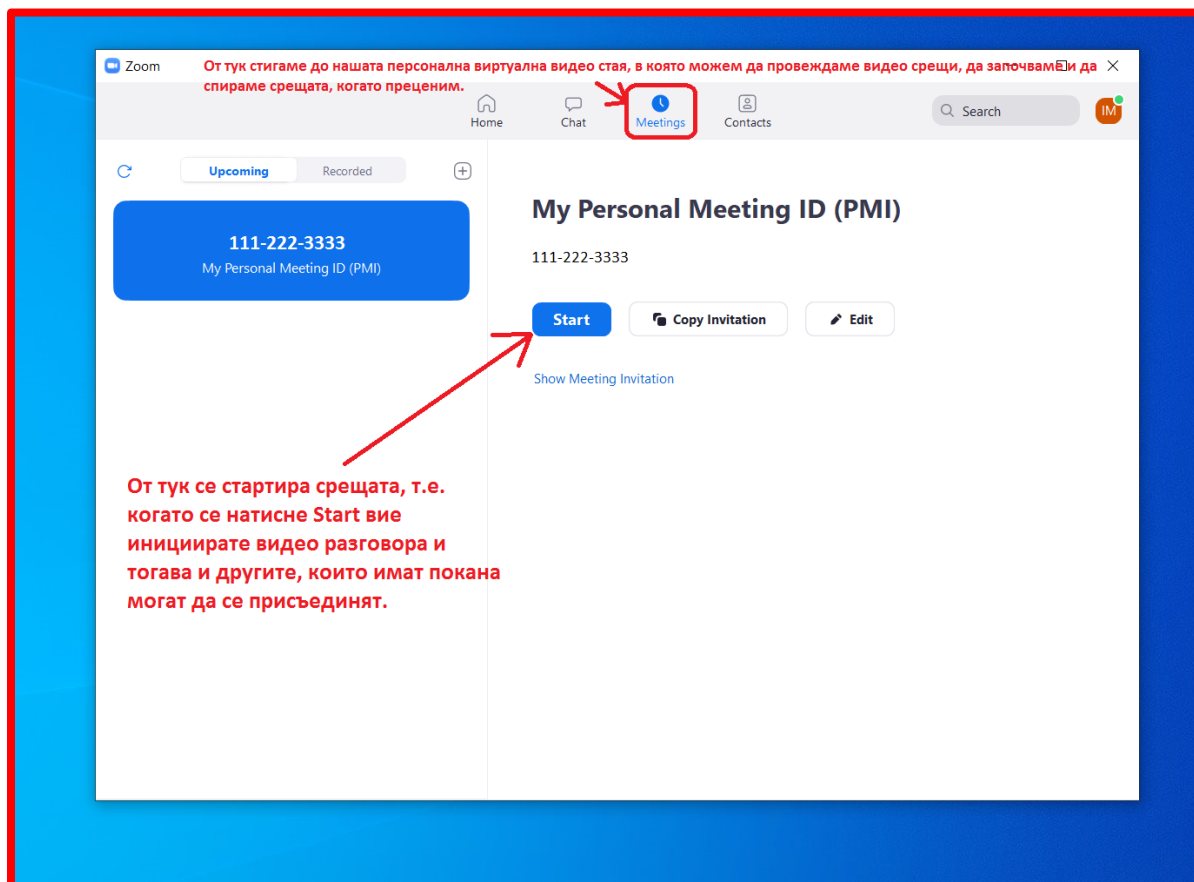 Zoom
От тук стигаме до нашата персонална виртуална видео стая, в която можем да провеждаме видео срещи, да започваме и да
спираме срещата, когато преценим.
Home
Chat
Meetings
Contacts
Search
IM
Upcoming
Recorded
111-222-3333
My Personal Meeting ID (PMI)
My Personal Meeting ID (PMI)
111-222-3333
Start
Copy Invitation
Edit
Show Meeting Invitation
От тук се стартира срещата, т.е.
когато се натисне Start вие
инициирате видео разговора и
тогава и другите, които имат покана
могат да се присъединят.